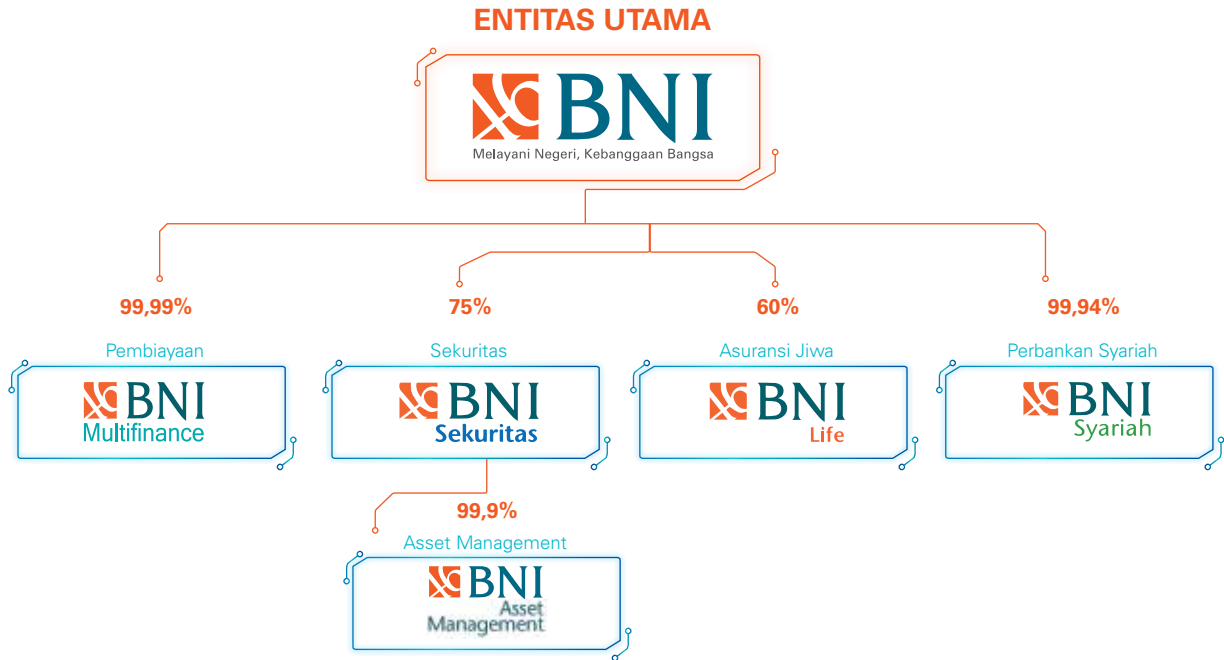 ENTITAS UTAMA
BNI
Melayani Negeri, Kebanggaan Bangsa
99,99%
75%
60%
99,94%
Pembiayaan
Sekuritas
Asuransi Jiwa
Perbankan Syariah
BNI
Multifinance
BNI
Sekuritas
BNI
Life
BNI
Syariah
99,9%
Asset Management
BNI
Asset
Management